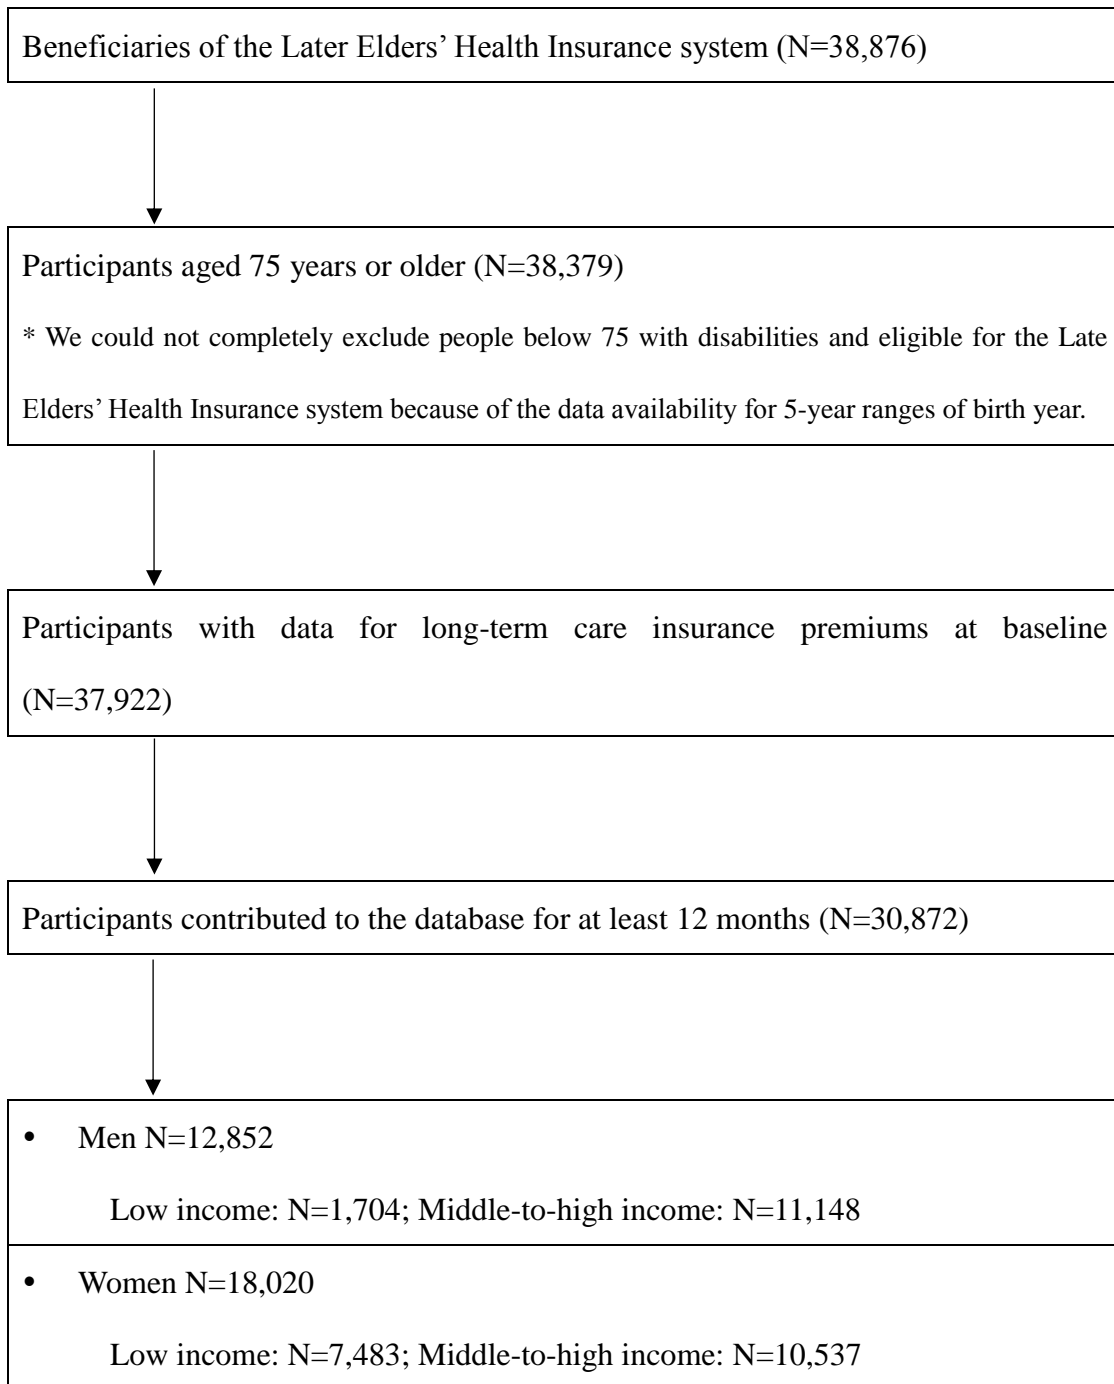 Beneficiaries of the Later Elders’ Health Insurance system (N=38,876)
Participants aged 75 years or older (N=38,379)
* We could not completely exclude people below 75 with disabilities and eligible for the Late
Elders’ Health Insurance system because of the data availability for 5-year ranges of birth year.
Participants with data for long-term care insurance premiums at baseline
(N=37,922)
Participants contributed to the database for at least 12 months (N=30,872)
• Men N=12,852
Low income: N=1,704; Middle-to-high income: N=11,148
• Women N=18,020
Low income: N=7,483; Middle-to-high income: N=10,537